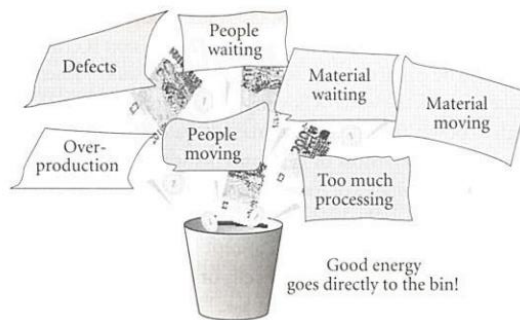 People
waiting
Defects
Material
waiting
Material
moving
Over-
production
People
moving
Too much
processing
Good energy
goes directly to the bin!